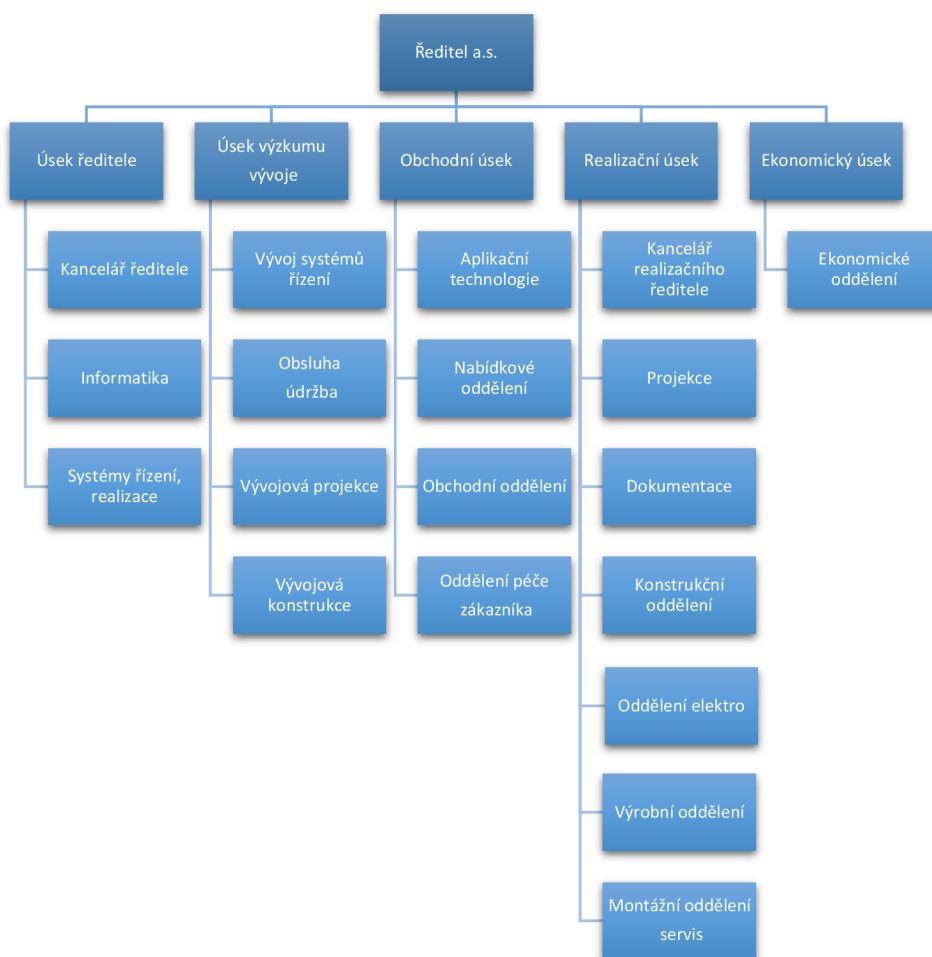 Ředitel a.s.
Úsek ředitele
Úsek výzkumu
vývoje
Obchodní úsek
Realizační úsek
Ekonomický úsek
Kancelář ředitele
Informatika
Systémy řízení,
realizace
Vývoj systémů
řízení
Obsluha
údržba
Vývojová projekce
Vývojová
konstrukce
Aplikační
technologie
Nabídkové
oddělení
Obchodní oddělení
Oddělení péče
zákazníka
Kancelář
realizačního
ředitele
Projekce
Dokumentace
Konstrukční
oddělení
Oddělení elektro
Výrobní oddělení
Montážní oddělení
servis
Ekonomické
oddělení